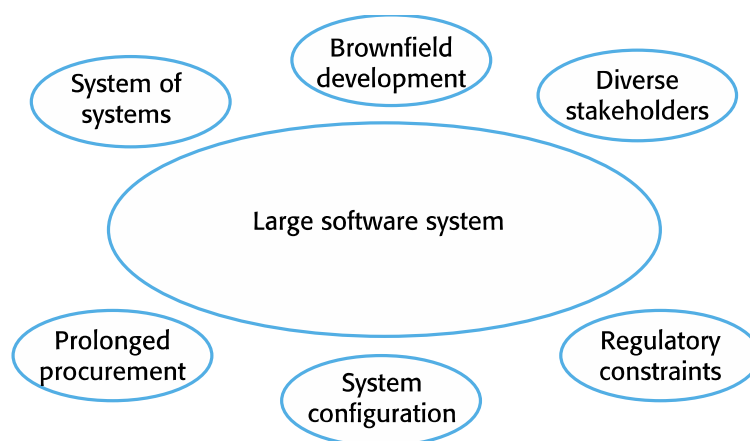 Brownfield
development
System of
systems
Diverse
stakeholders
Large software system
Prolonged
procurement
System
configuration
Regulatory
constraints